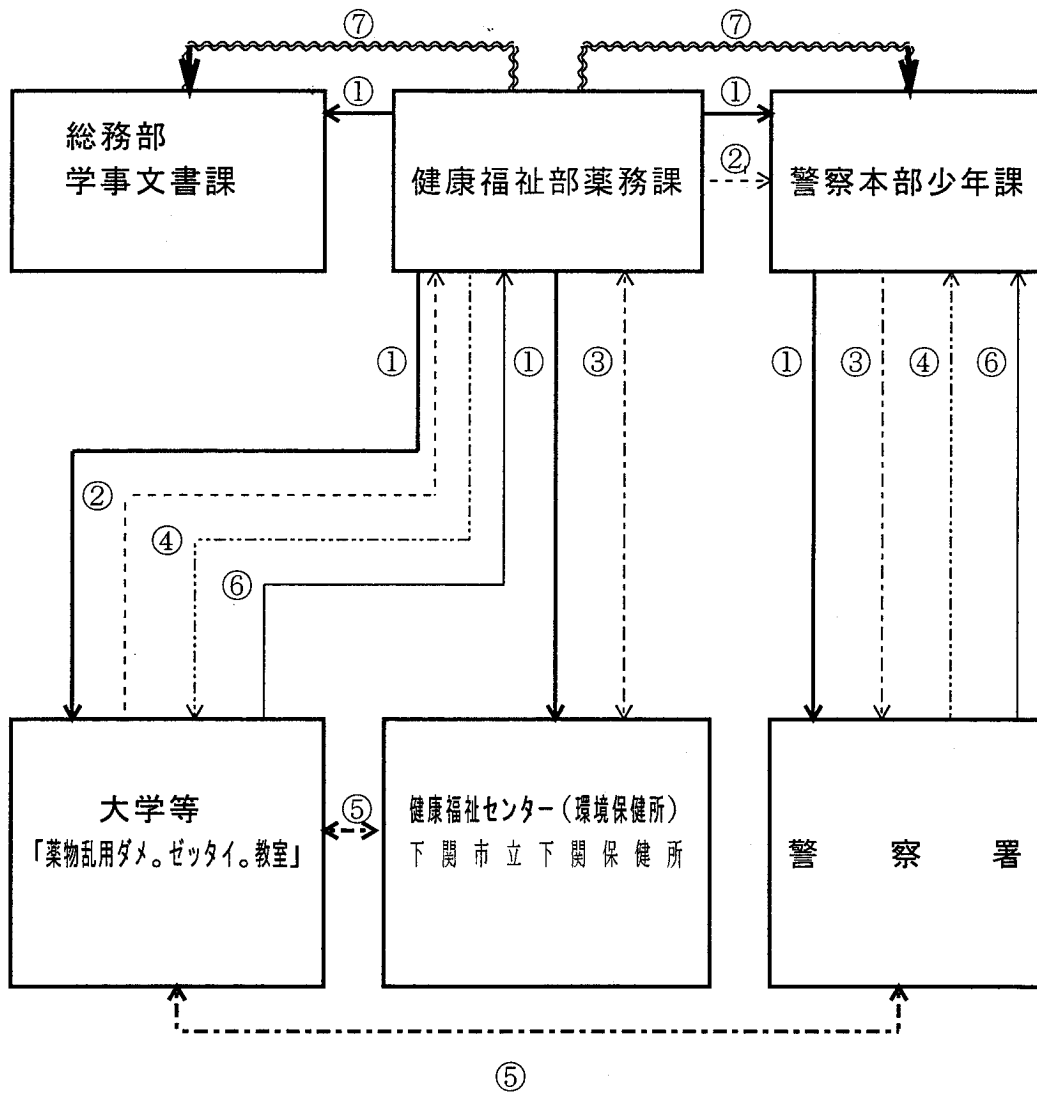 ⑦
⑦
①
①
総務部
学事文書課
健康福祉部薬務課
②
警察本部少年課
①
①
③
①
③
④
⑥
②
④
⑥
大学等
「薬物乱用ダメ。ゼッタイ。教室」
⑤
健康福祉センター(環境保健所)
下関市立下関保健所
警察署
⑤